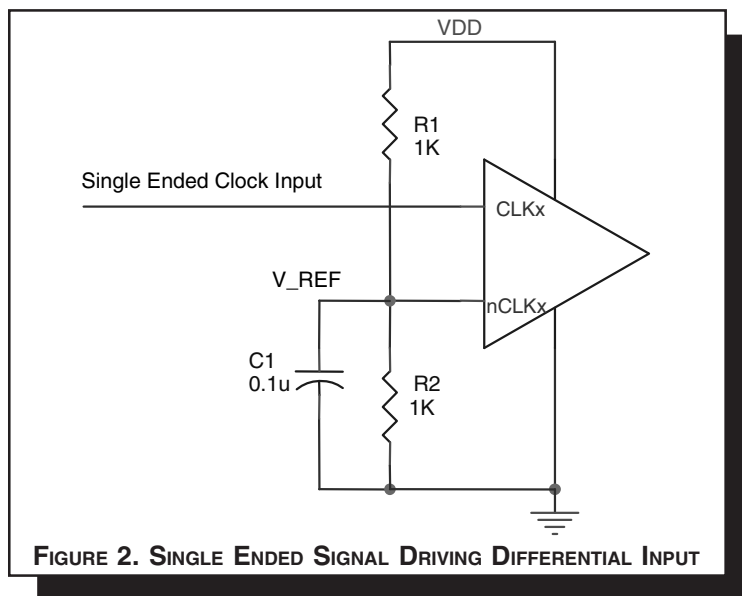 VDD
R1
1K
Single Ended Clock Input
CLKx
V_REF
nCLKx
C1
0.1u
R2
1K
FIGURE 2. SINGLE ENDED SIGNAL DRIVING DIFFERENTIAL INPUT